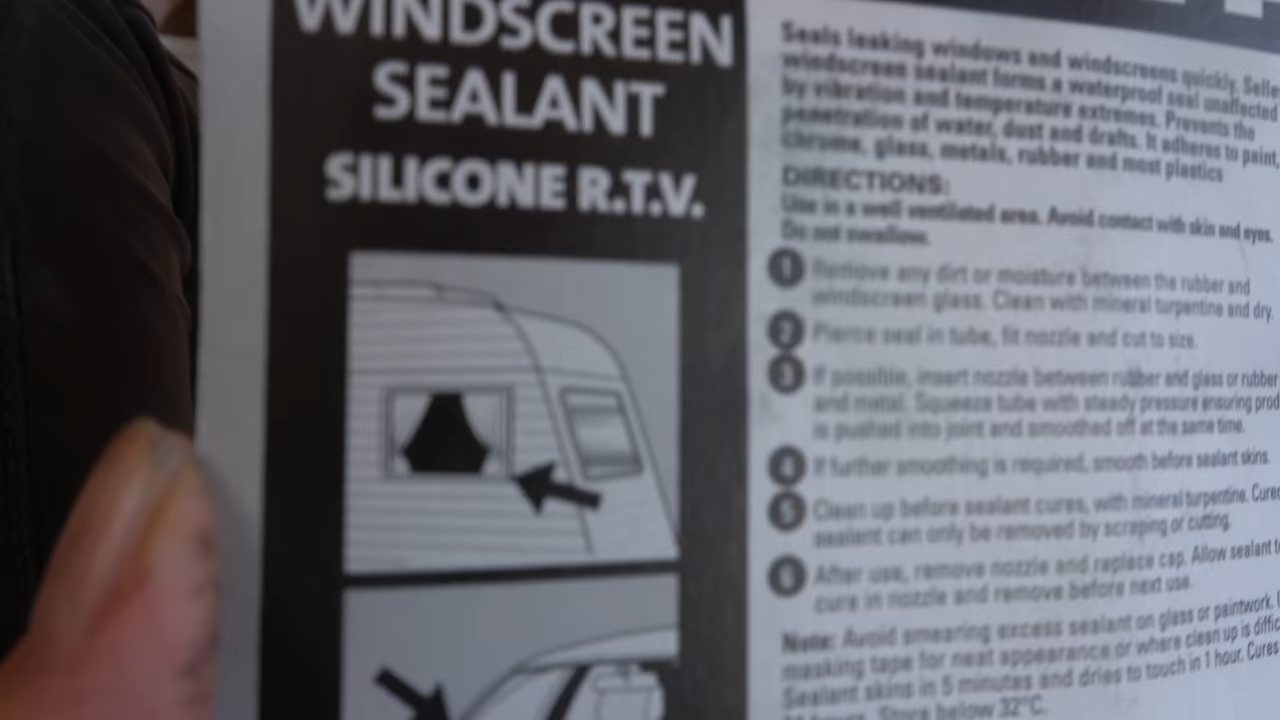 WINDSCREEN
SEALANT
SILICONE R.T.V.
Seals leaking windows and windscreens quickly.
windscreen sealant forms a waterproof seal unaffected
by vibration and temperature extremes. Prevents the
penetration of water, dust and drafts. It adheres to paint,
chrome, glass, metals, rubber and most plastics
DIRECTIONS:
Use in a well ventilated area. Avoid contact with skin and eyes.
Do not swallow.
1 Remove any dirt or moisture between the rubber and
windscreen glass. Clean with mineral turpentine and dry.
2 Pierce seal in tube, fit nozzle and cut to size.
3 If possible, insert nozzle between rubber and glass or rubber
and metal. Squeeze tube with steady pressure ensuring prod
is pushed into joint and smoothed off at the same time.
4 If further smoothing is required, smooth before sealant skins.
5 Clean up before sealant cures, with mineral turpentine. Cured
sealant can only be removed by scraping or cutting.
6 After use, remove nozzle and replace cap. Allow sealant to
cure in nozzle and remove before next use.
Note: Avoid smearing excess sealant on glass or paintwork.
masking tape for neat appearance or where clean up is diffic
Sealant skins in 5 minutes and dries to touch in 1 hour. Cures
hours. Store below 32°C.